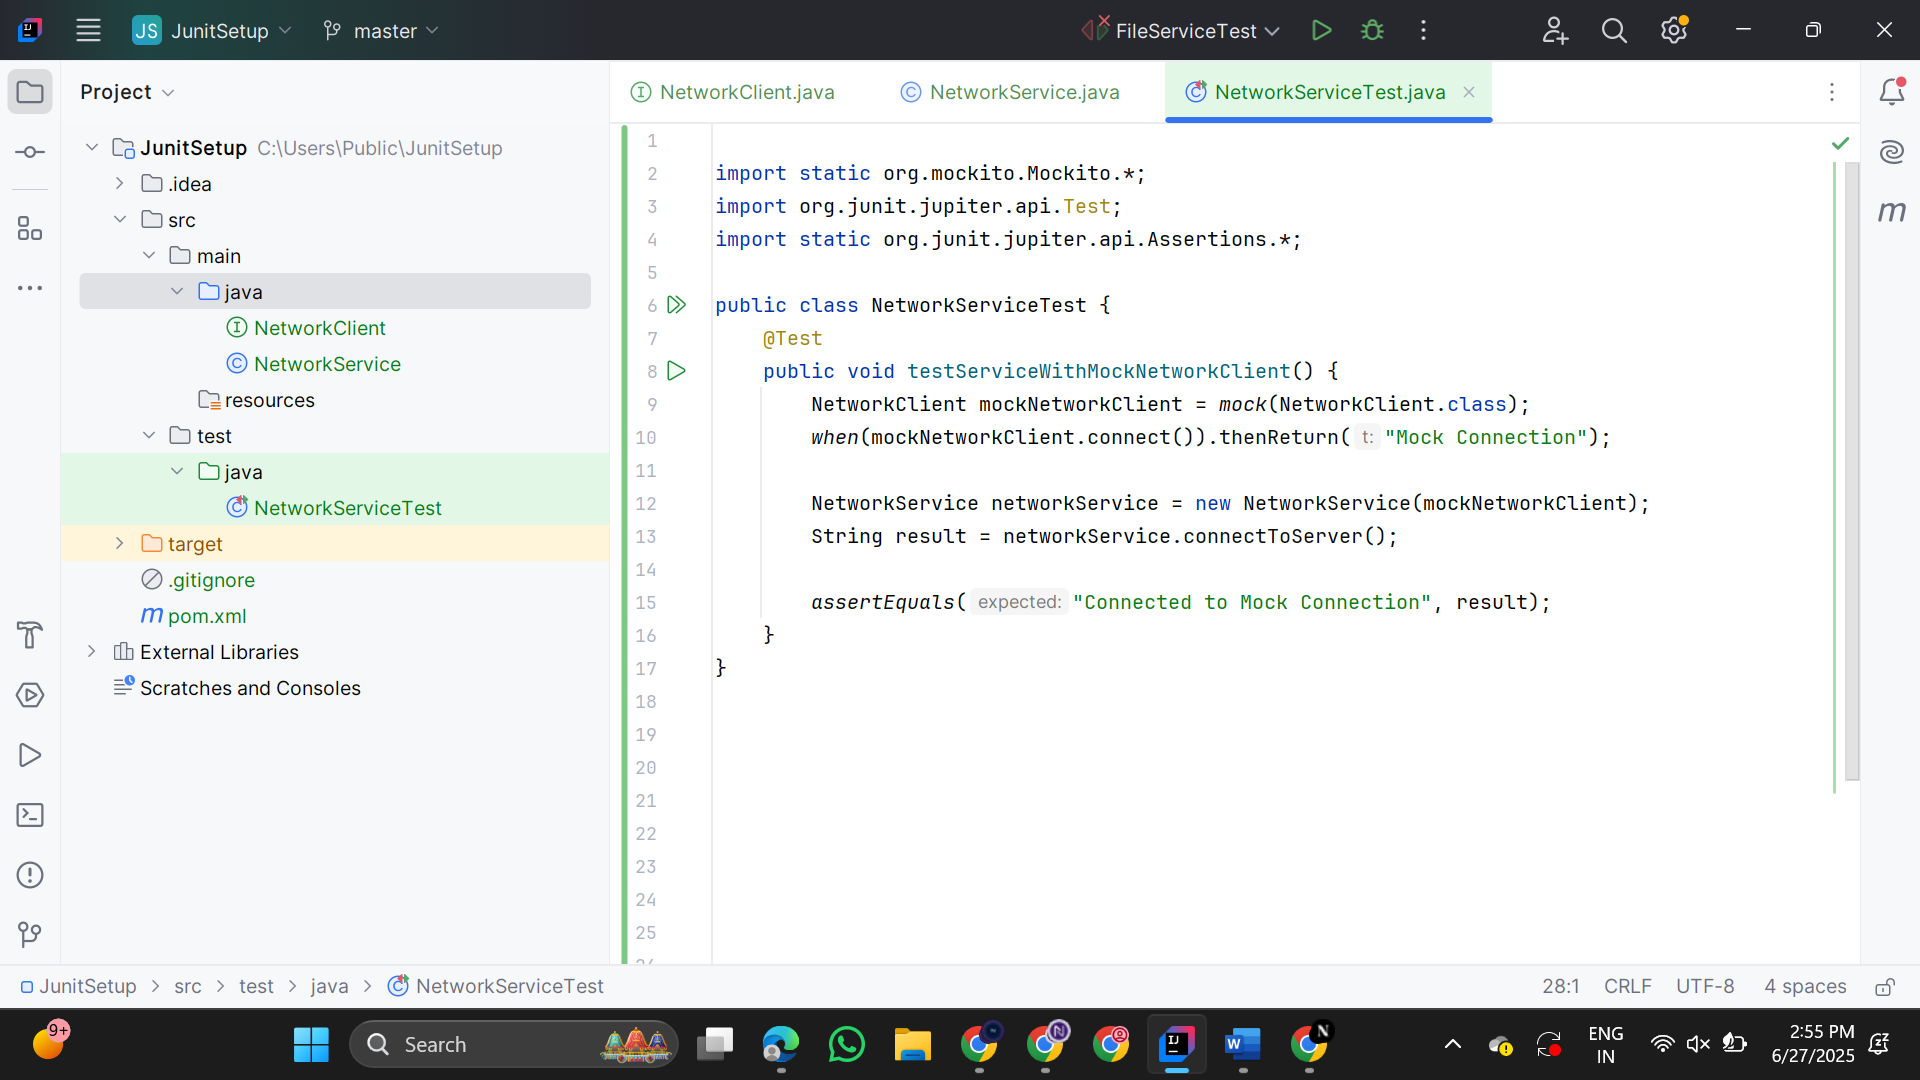 JS JunitSetup master FileServiceTest
Project
NetworkClient.java NetworkService.java NetworkServiceTest.java
JunitSetup C:\Users\Public\JunitSetup
.idea
src
main
java
NetworkClient
NetworkService
resources
test
java
NetworkServiceTest
target
.gitignore
m pom.xml
External Libraries
Scratches and Consoles
1
2 import static org.mockito.Mockito.*;
3 import org.junit.jupiter.api.Test;
4 import static org.junit.jupiter.api.Assertions.*;
5
6 public class NetworkServiceTest {
7 @Test
8 public void testServiceWithMockNetworkClient() {
9 NetworkClient mockNetworkClient = mock(NetworkClient.class);
10 when(mockNetworkClient.connect()).thenReturn( t: "Mock Connection");
11
12 NetworkService networkService = new NetworkService(mockNetworkClient);
13 String result = networkService.connectToServer();
14
15 assertEquals( expected: "Connected to Mock Connection", result);
16 }
17 }
18
19
20
21
22
23
24
25
m
JunitSetup > src > test > java > NetworkServiceTest
28:1 CRLF UTF-8 4 spaces
9+
Search
ENG
IN
2:55 PM
6/27/2025